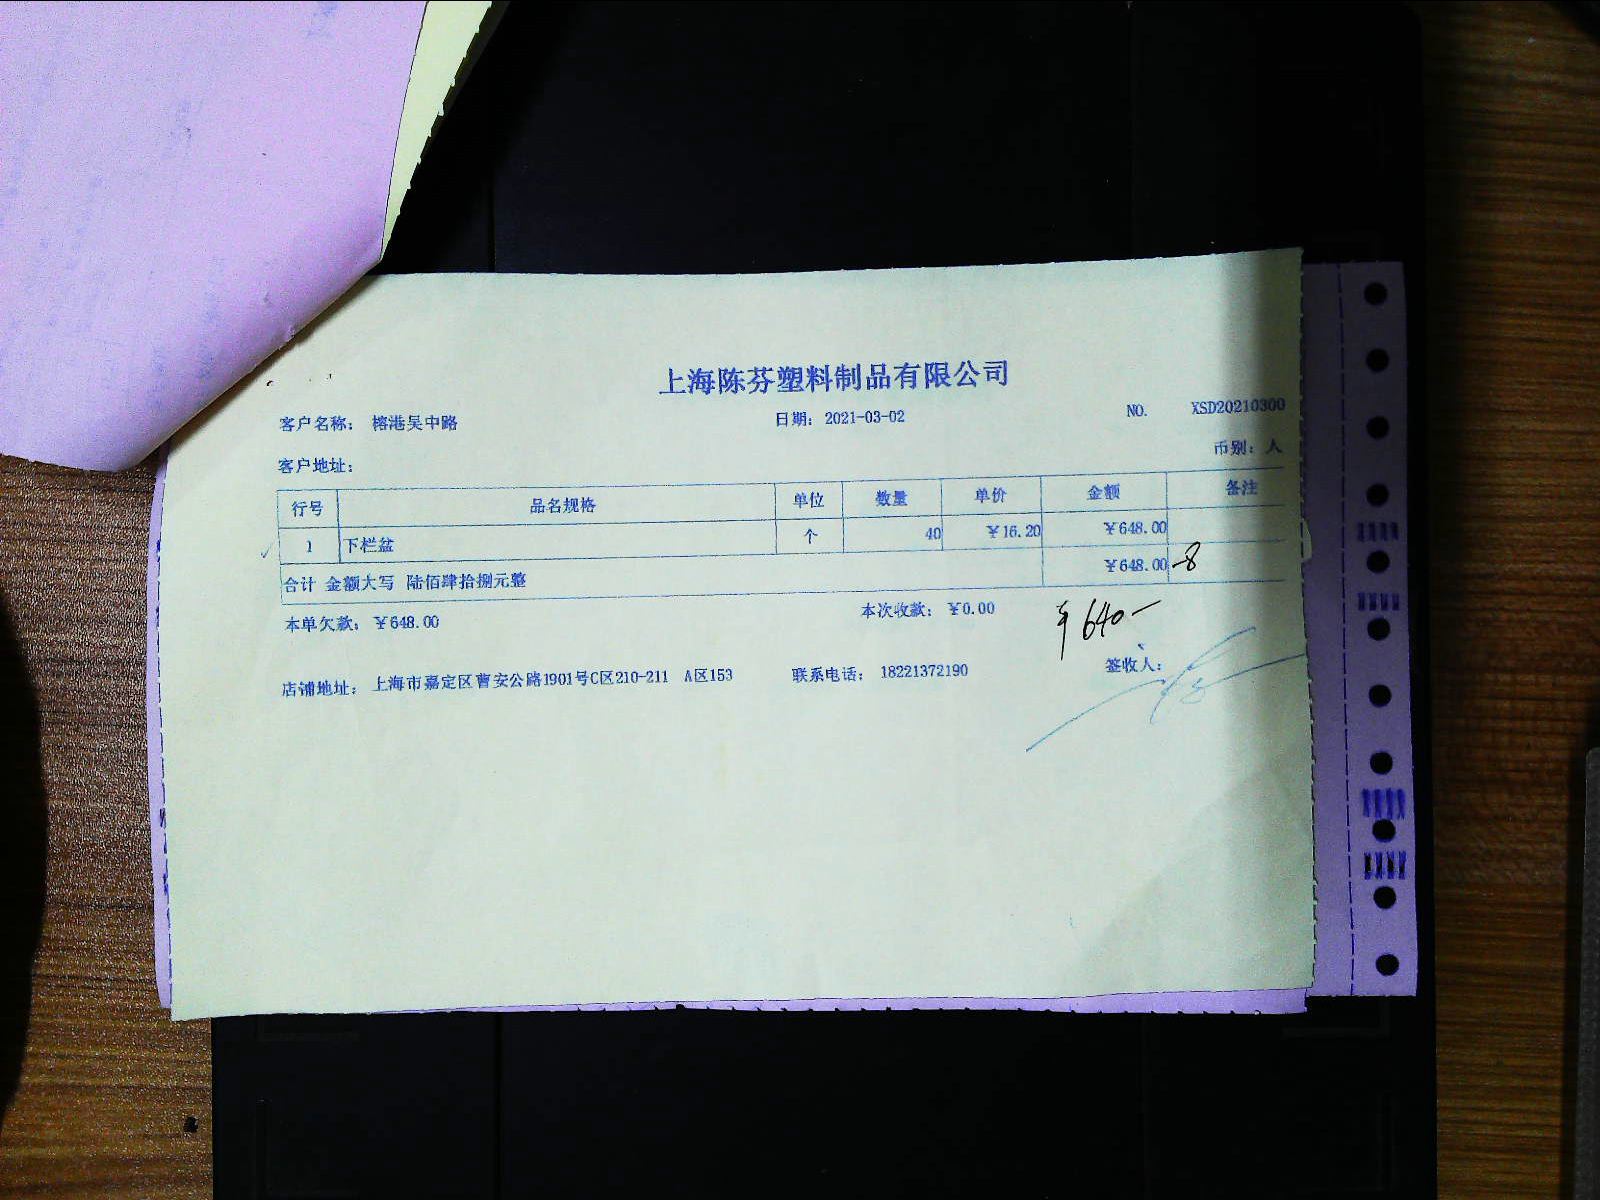 上海陈芬塑料制品有限公司
客户名称： 榕港吴中路 日期：2021-03-02 NO. XSD20210300
客户地址： 币别：人
行号 品名规格 单位 数量 单价 金额 备注
1 下栏盆 个 40 ￥16.20 ￥648.00
合计 金额大写 陆佰肆拾捌元整 ￥648.00 -8
本单欠款：￥648.00 本次收款：￥0.00 ￥640-
店铺地址： 上海市嘉定区曹安公路1901号C区210-211 A区153 联系电话： 18221372190 签收人：